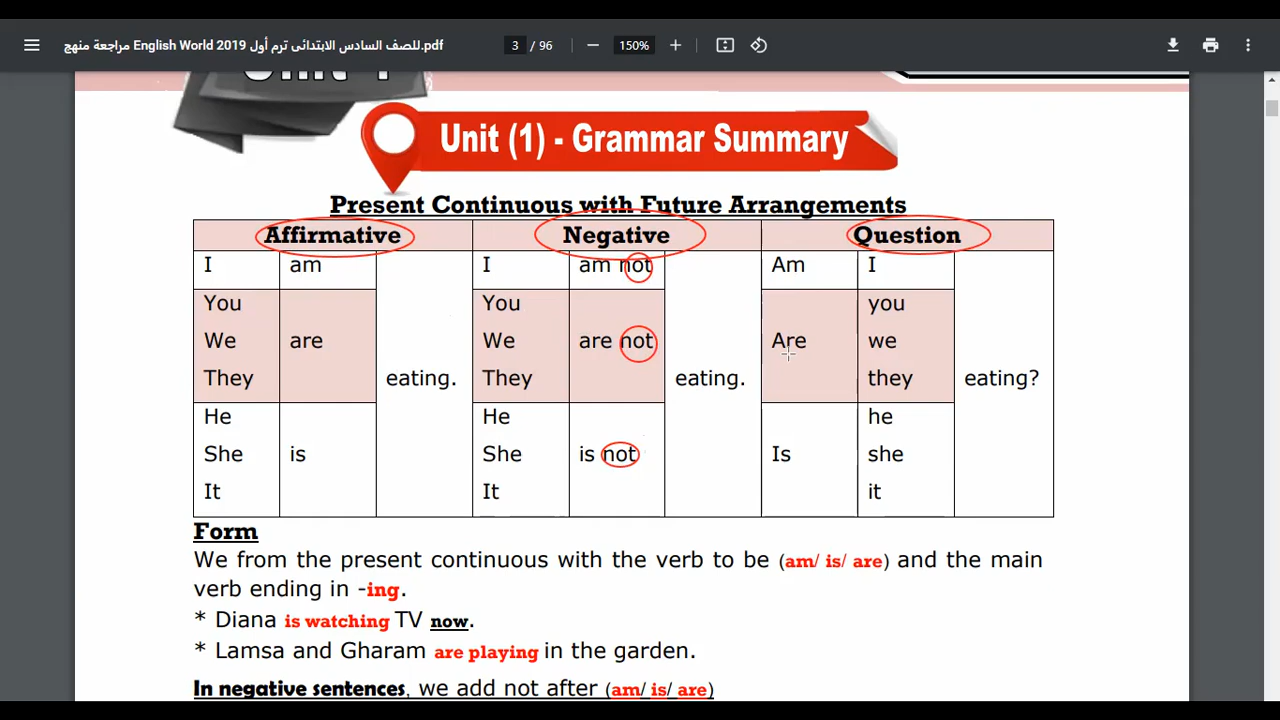 مراجعة منهج English World 2019 للصف السادس الابتدائى ترم أول.pdf
3 / 96
150%
Unit (1) - Grammar Summary
Present Continuous with Future Arrangements
Affirmative Negative Question
I am I am not Am I
You You you
We are We are not Are we
They eating. They eating. they eating?
He He he
She is She is not Is she
It It it
Form
We from the present continuous with the verb to be (am/ is/ are) and the main
verb ending in -ing.
* Diana is watching TV now.
* Lamsa and Gharam are playing in the garden.
In negative sentences, we add not after (am/ is/ are)